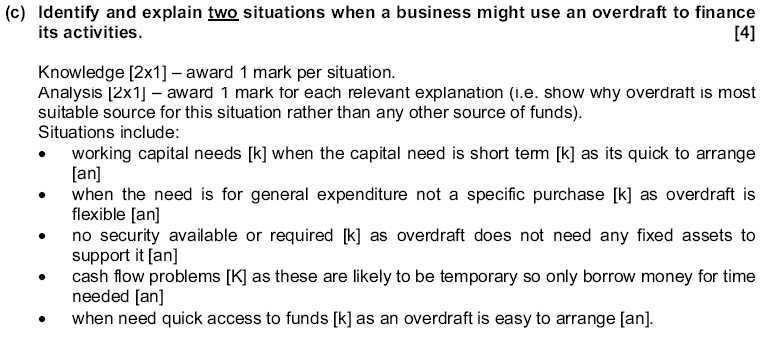 (c) Identify and explain two situations when a business might use an overdraft to finance
its activities. [4]
Knowledge [2x1] – award 1 mark per situation.
Analysis [2x1] – award 1 mark for each relevant explanation (i.e. show why overdraft is most
suitable source for this situation rather than any other source of funds).
Situations include:
• working capital needs [k] when the capital need is short term [k] as its quick to arrange
[an]
• when the need is for general expenditure not a specific purchase [k] as overdraft is
flexible [an]
• no security available or required [k] as overdraft does not need any fixed assets to
support it [an]
• cash flow problems [K] as these are likely to be temporary so only borrow money for time
needed [an]
• when need quick access to funds [k] as an overdraft is easy to arrange [an].